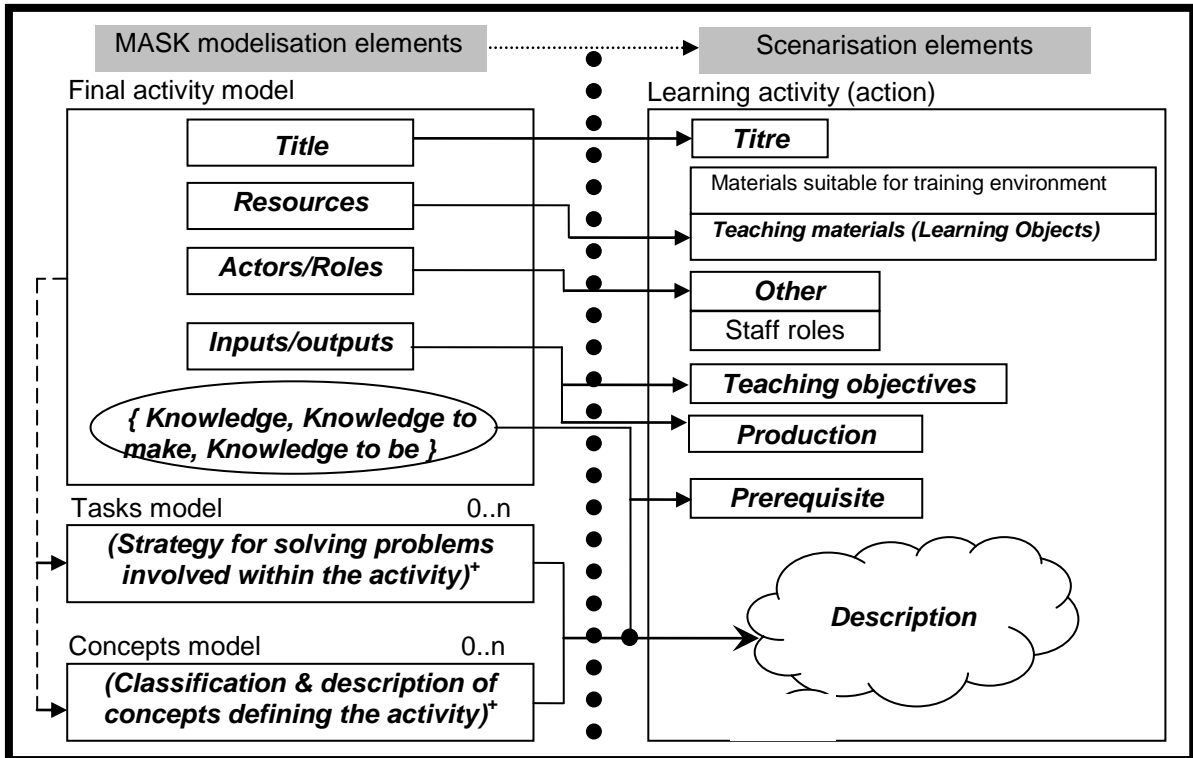 MASK modelisation elements
Scenarisation elements
Final activity model
Title
Resources
Actors/Roles
Inputs/outputs
{ Knowledge, Knowledge to
make, Knowledge to be }
Tasks model 0..n
(Strategy for solving problems
involved within the activity)+
Concepts model 0..n
(Classification & description of
concepts defining the activity)+
Learning activity (action)
Titre
Materials suitable for training environment
Teaching materials (Learning Objects)
Other
Staff roles
Teaching objectives
Production
Prerequisite
Description